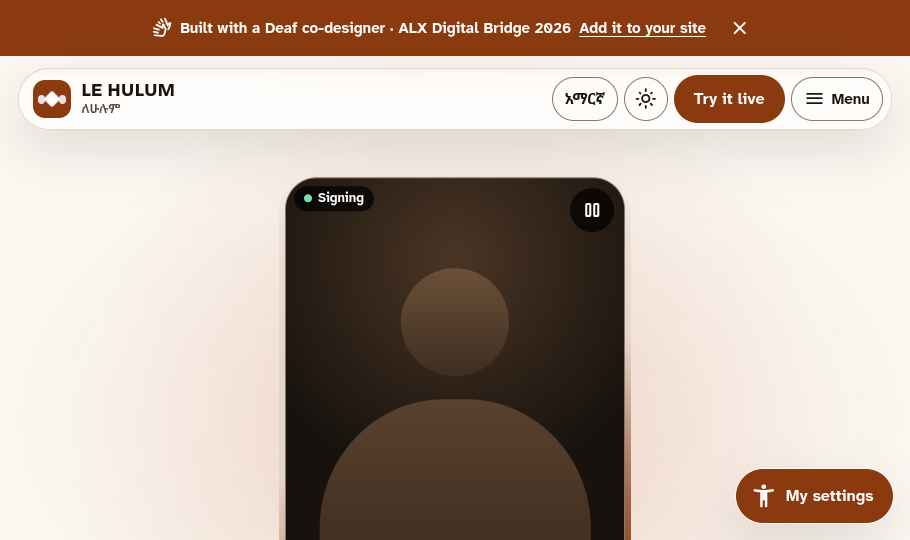 Built with a Deaf co-designer · ALX Digital Bridge 2026 Add it to your site
LE HULUM
ለሁሉም
አማርኛ
Try it live
Menu
Signing
My settings